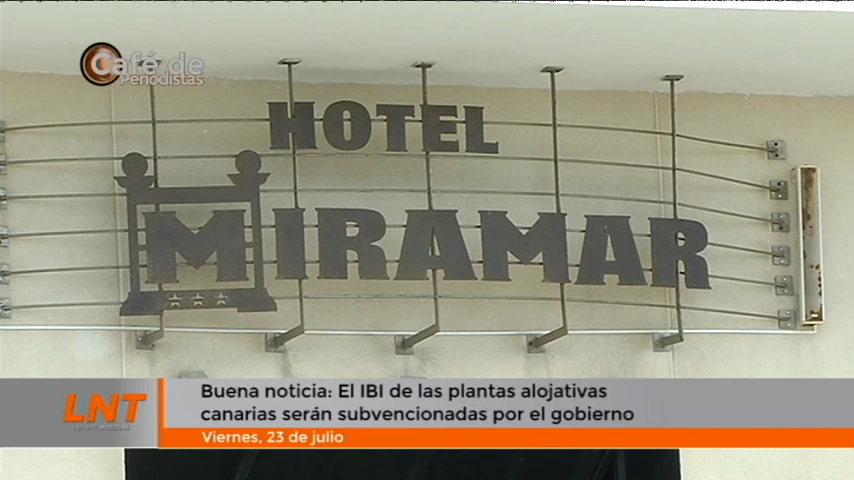 Café de
Periodistas
HOTEL
MIRAMAR
LNT
Buena noticia: El IBI de las plantas alojativas
canarias serán subvencionadas por el gobierno
Viernes, 23 de julio